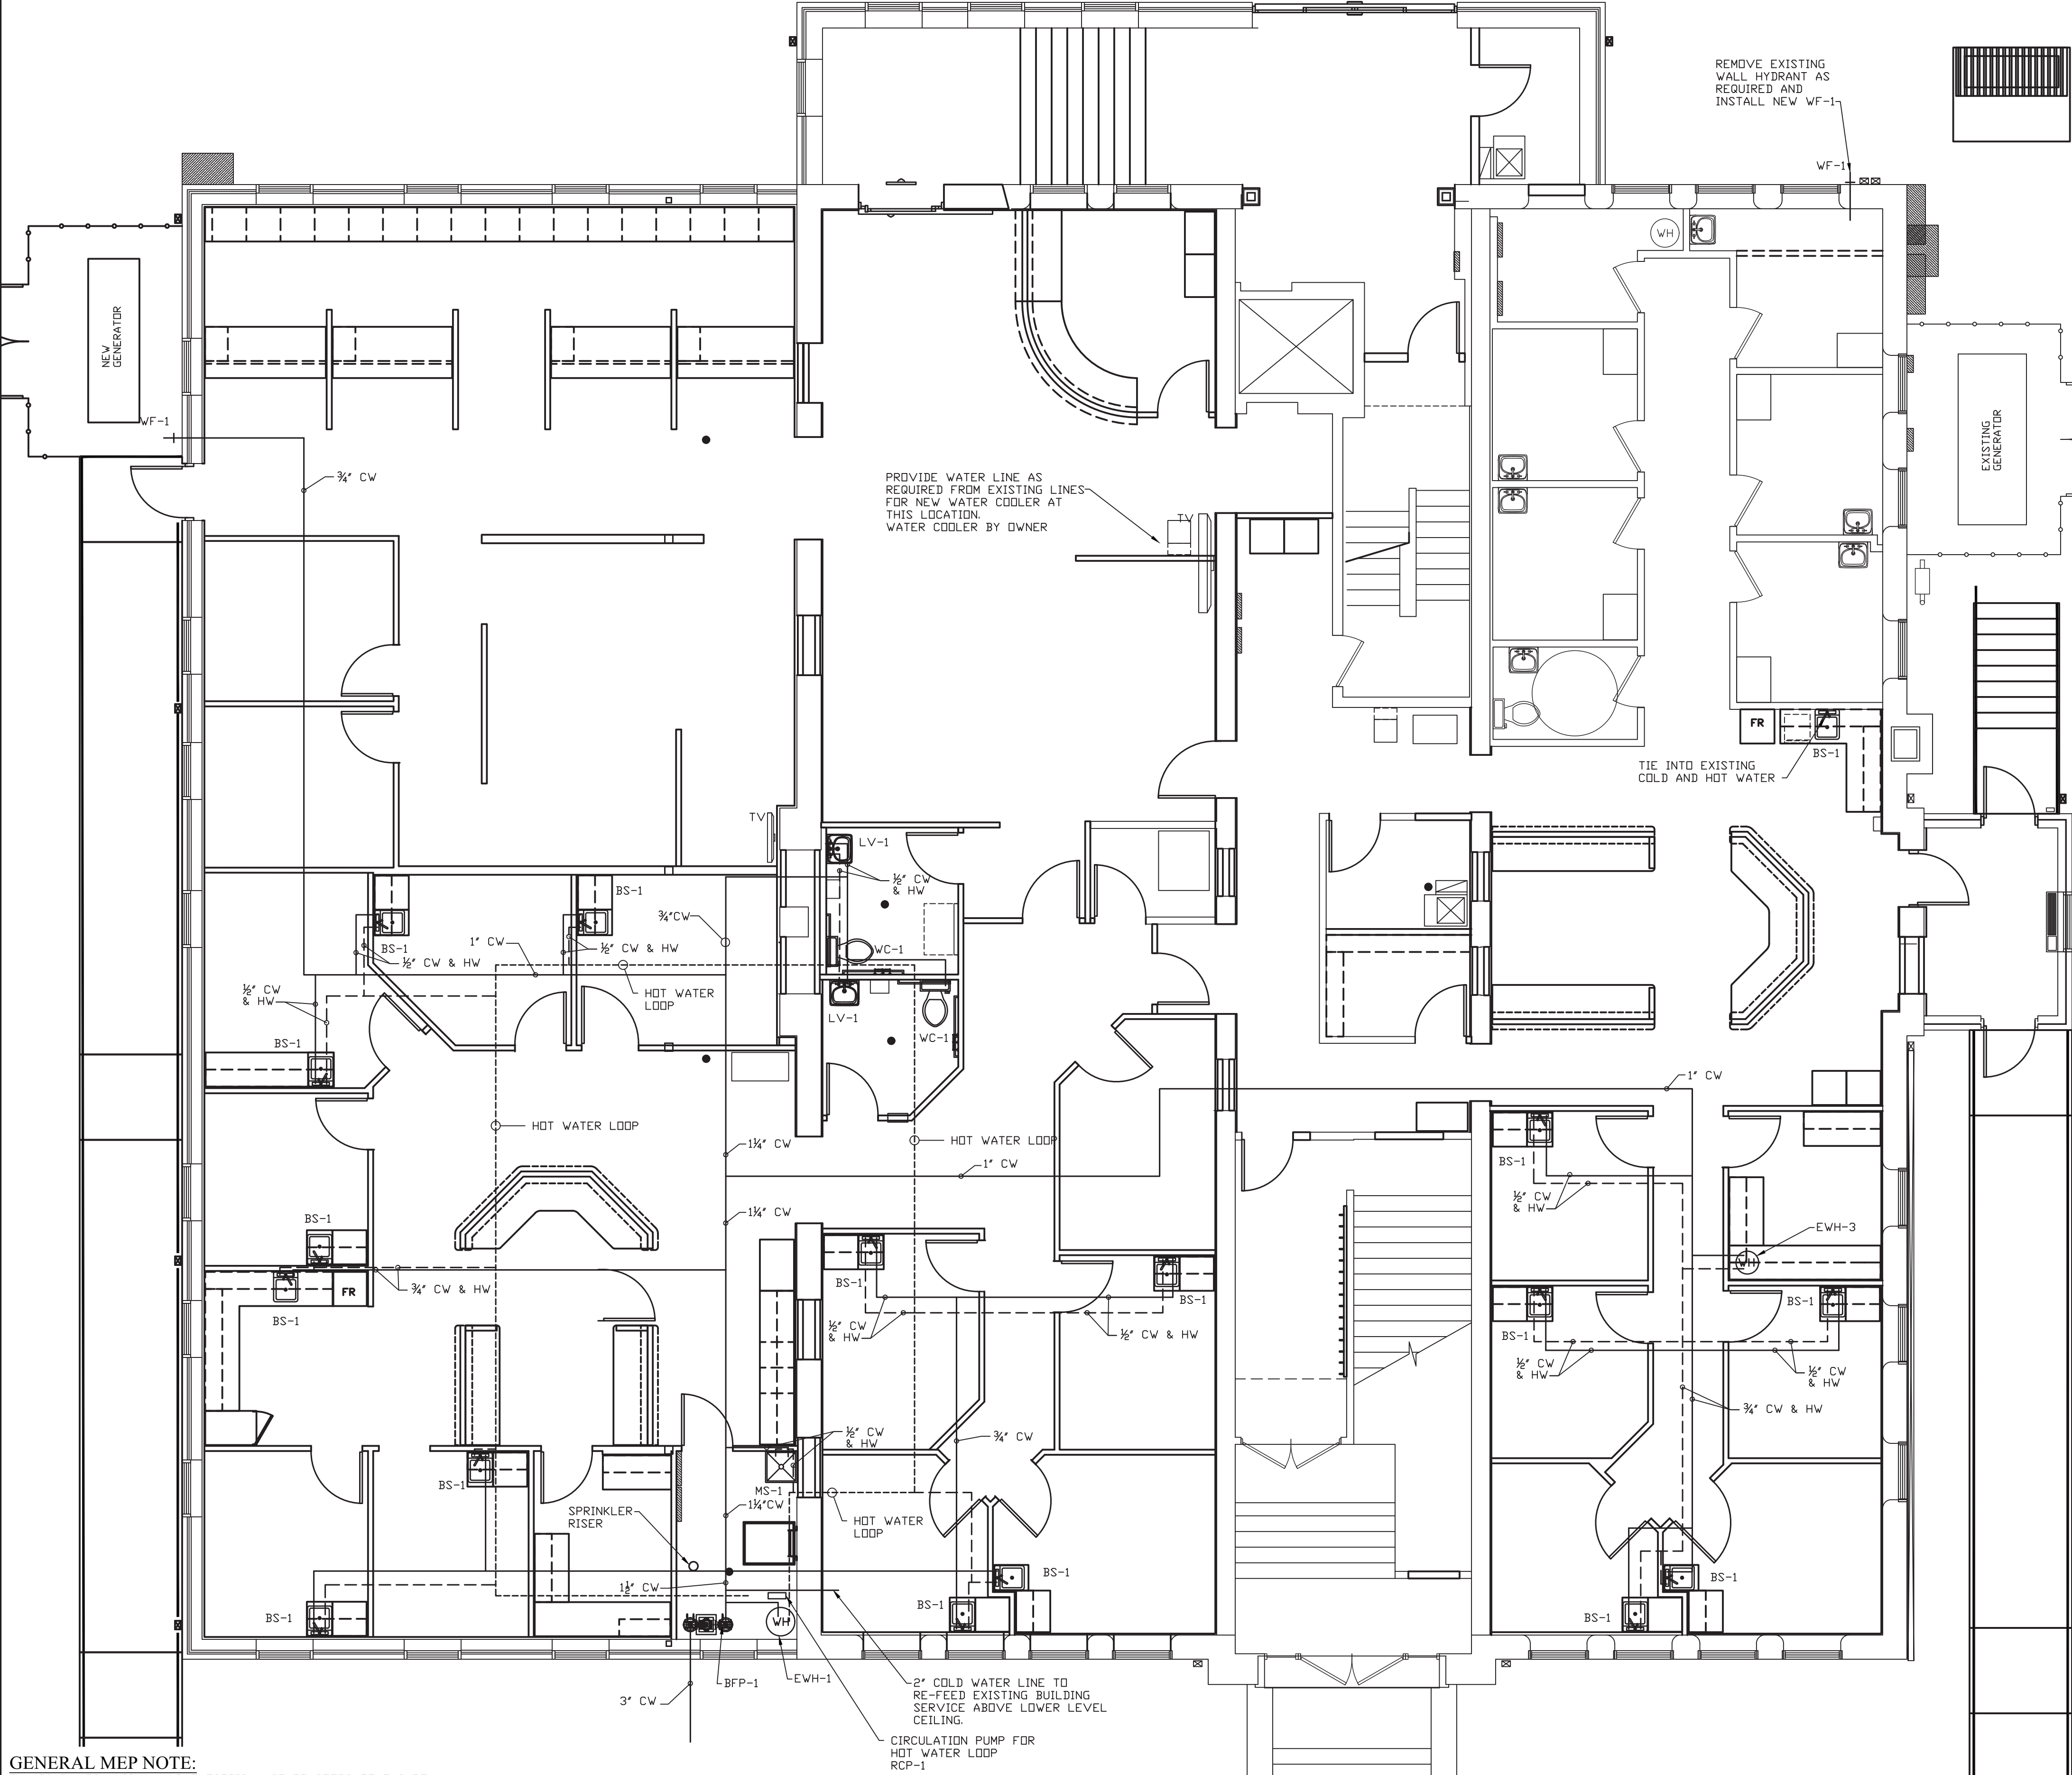 REMOVE EXISTING
WALL HYDRANT AS
REQUIRED AND
INSTALL NEW WF-1
WF-1
WH
NEW
GENERATOR
WF-1
EXISTING
GENERATOR
¾" CW
PROVIDE WATER LINE AS
REQUIRED FROM EXISTING LINES
FOR NEW WATER COOLER AT
THIS LOCATION.
WATER COOLER BY OWNER
TV
FR
BS-1
TIE INTO EXISTING
COLD AND HOT WATER
TV
LV-1
½" CW
& HW
BS-1
¾"CW
BS-1
1" CW
½" CW & HW
½" CW & HW
WC-1
½" CW
& HW
HOT WATER
LOOP
LV-1
WC-1
BS-1
1" CW
HOT WATER LOOP
1¼" CW
HOT WATER LOOP
1" CW
BS-1
½" CW
& HW
1¼" CW
BS-1
EWH-3
WH
BS-1
BS-1
¾" CW & HW
FR
BS-1
½" CW
& HW
½" CW & HW
BS-1
BS-1
½" CW
& HW
½" CW
& HW
¾" CW & HW
½" CW
& HW
¾" CW
BS-1
MS-1
1¼"CW
SPRINKLER
RISER
HOT WATER
LOOP
1½" CW
BS-1
BS-1
BS-1
BS-1
BS-1
WH
3" CW
BFP-1
EWH-1
2" COLD WATER LINE TO
RE-FEED EXISTING BUILDING
SERVICE ABOVE LOWER LEVEL
CEILING.
CIRCULATION PUMP FOR
HOT WATER LOOP
RCP-1
GENERAL MEP NOTE: